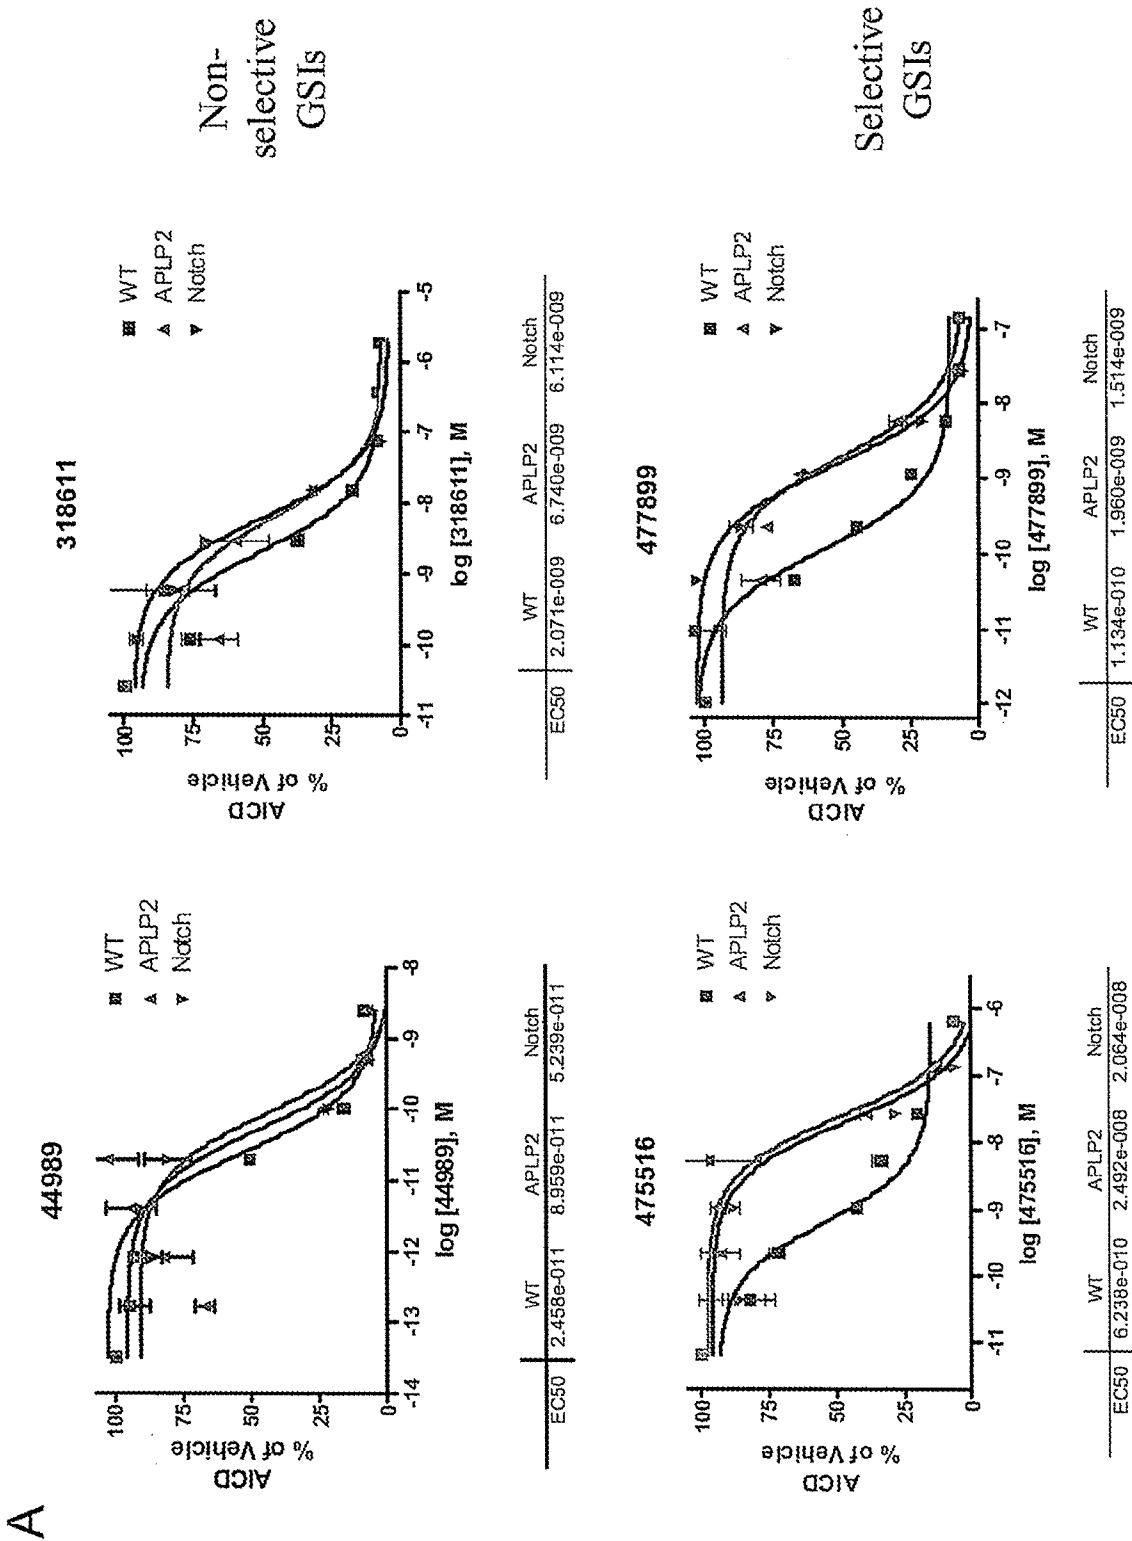 A
44989
AICD
% of Vehicle
100
75
50
25
0
-14
-13
-12
-11
-10
-9
-8
log [44989], M
WT
APLP2
Notch
WT
APLP2
Notch
EC50
2.458e-011
8.959e-011
5.239e-011
318611
AICD
% of Vehicle
100
75
50
25
0
-11
-10
-9
-8
-7
-6
-5
log [318611], M
WT
APLP2
Notch
WT
APLP2
Notch
EC50
2.071e-009
6.740e-009
6.114e-009
Non-
selective
GSIs
475516
AICD
% of Vehicle
100
75
50
25
0
-11
-10
-9
-8
-7
-6
log [475516], M
WT
APLP2
Notch
WT
APLP2
Notch
EC50
6.238e-010
2.492e-008
2.064e-008
477899
AICD
% of Vehicle
100
75
50
25
0
-12
-11
-10
-9
-8
-7
log [477899], M
WT
APLP2
Notch
WT
APLP2
Notch
EC50
1.134e-010
1.960e-009
1.514e-009
Selective
GSIs